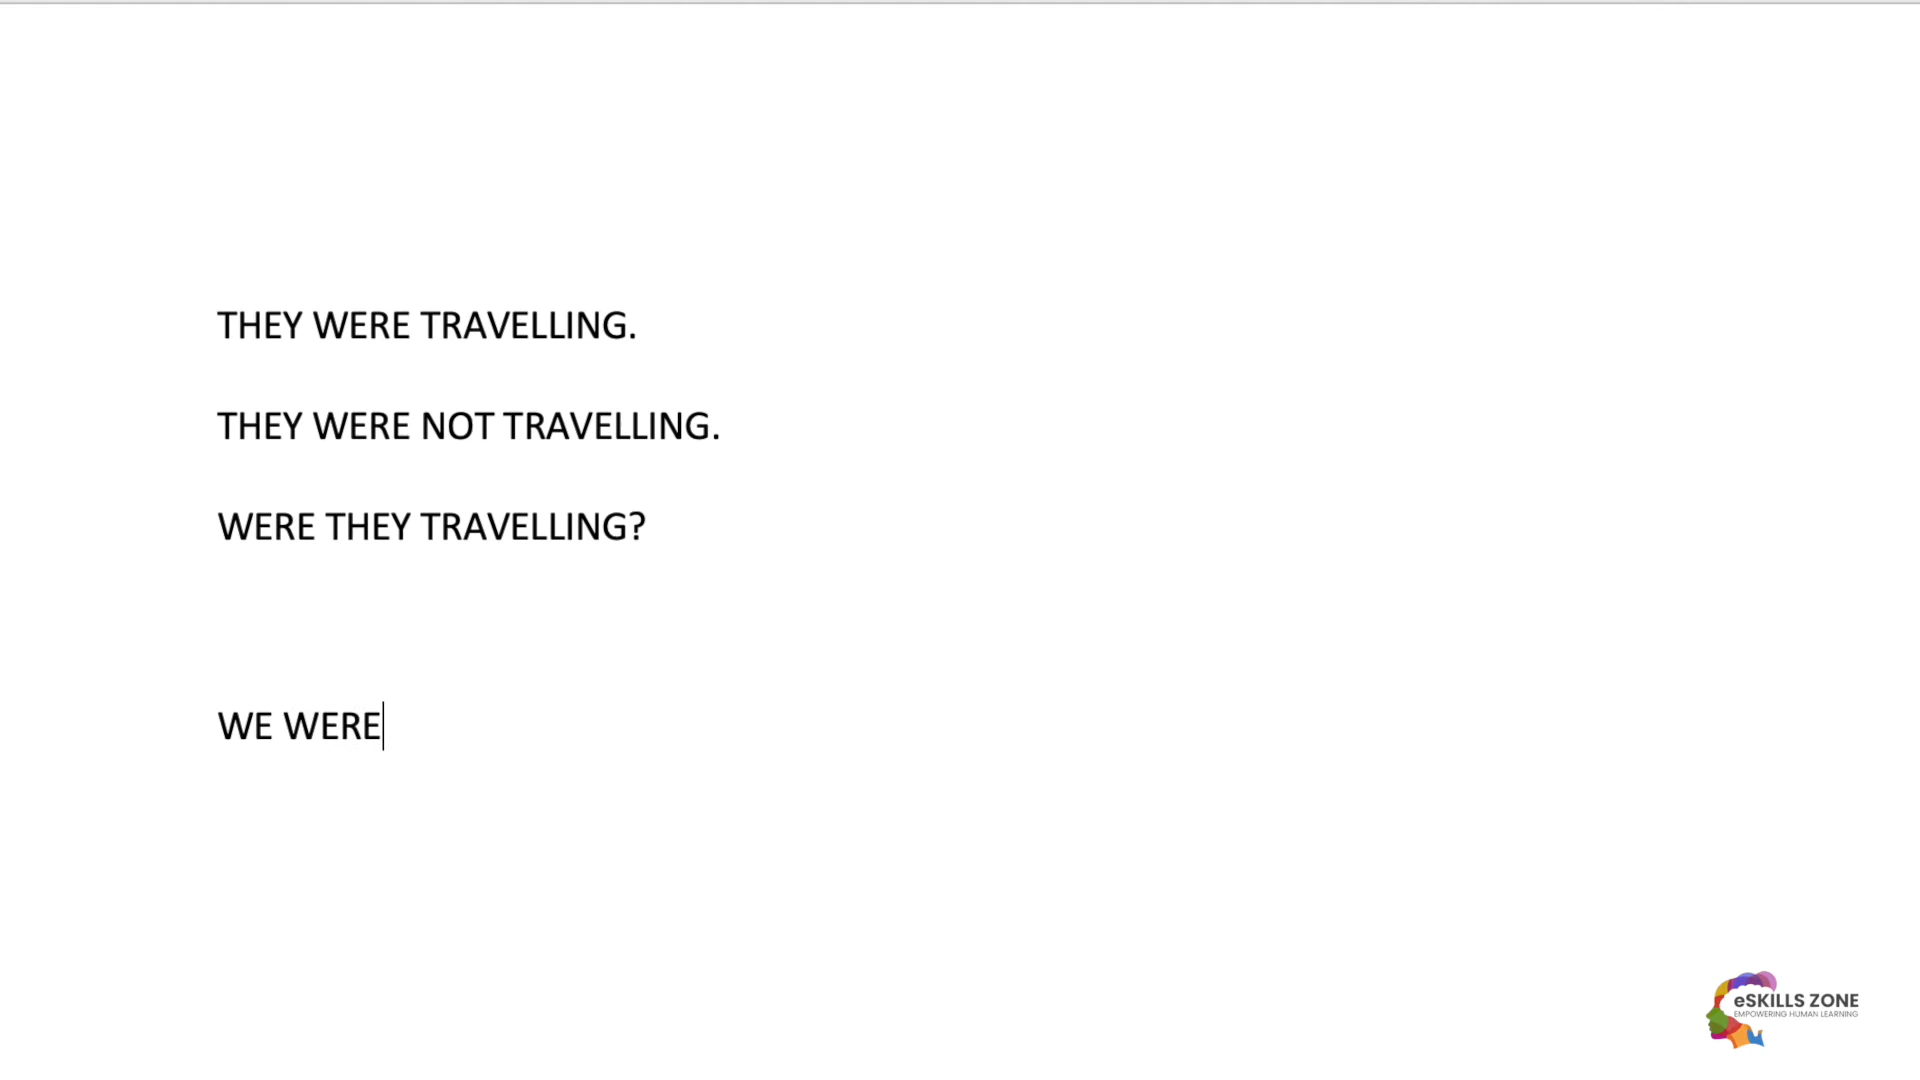 THEY WERE TRAVELLING.
THEY WERE NOT TRAVELLING.
WERE THEY TRAVELLING?
WE WERE
eSKILLS ZONE
EMPOWERING HUMAN LEARNING